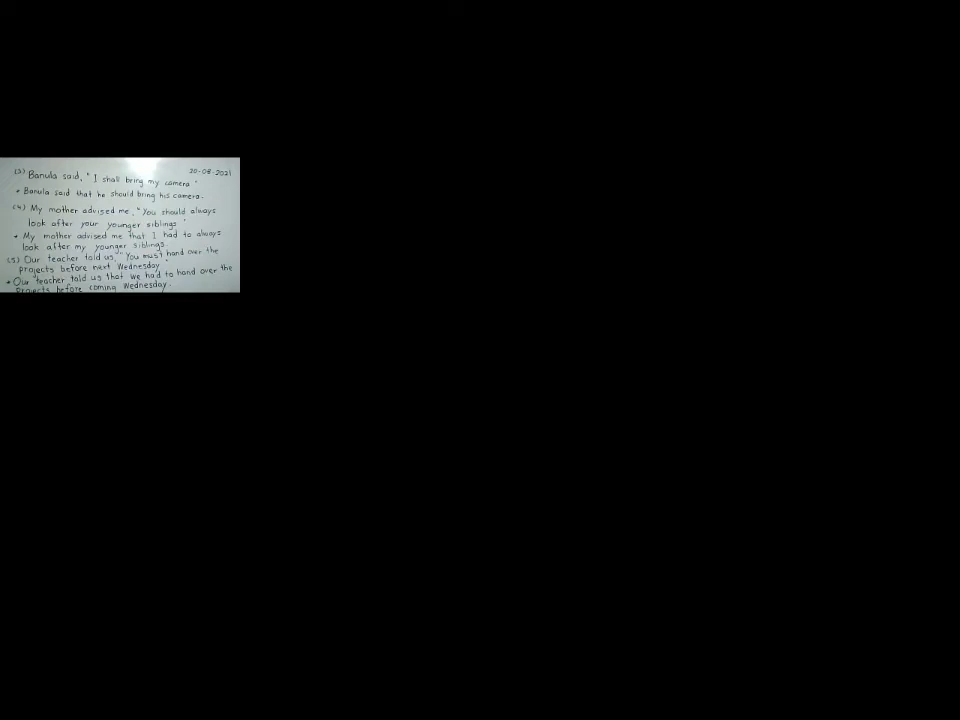 20-08-2021
(3) Banula said, "I shall bring my camera"
* Banula said that he should bring his camera.
(4) My mother advised me, "You should always
look after your younger siblings"
* My mother advised me that I had to always
look after my younger siblings.
(5) Our teacher told us, "You must hand over the
projects before next Wednesday"
* Our teacher told us that we had to hand over the
projects before coming Wednesday.